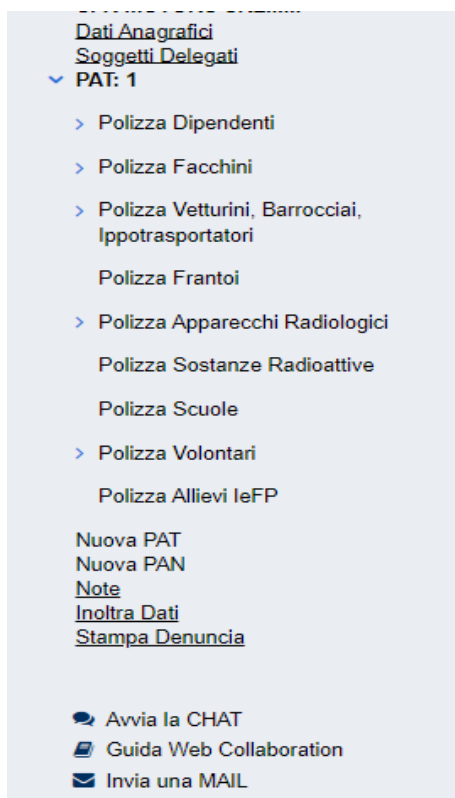 Dati Anagrafici
Soggetti Delegati
PAT: 1
Polizza Dipendenti
Polizza Facchini
Polizza Vetturini, Barrocciai,
Ippotrasportatori
Polizza Frantoi
Polizza Apparecchi Radiologici
Polizza Sostanze Radioattive
Polizza Scuole
Polizza Volontari
Polizza Allievi IeFP
Nuova PAT
Nuova PAN
Note
Inoltra Dati
Stampa Denuncia
Avvia la CHAT
Guida Web Collaboration
Invia una MAIL